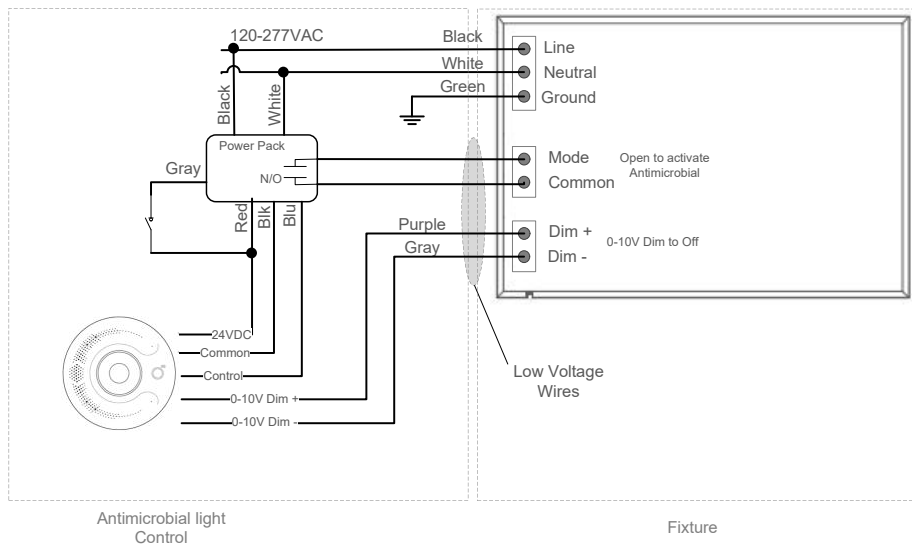 120-277VAC
Black
Line
White
Neutral
Green
Ground
Black
White
Power Pack
N/O
Gray
Red
Blk
Blu
Mode
Common
Open to activate
Antimicrobial
Purple
Gray
Dim +
Dim -
0-10V Dim to Off
24VDC
Common
Control
0-10V Dim +
0-10V Dim -
Low Voltage
Wires
Antimicrobial light
Control
Fixture